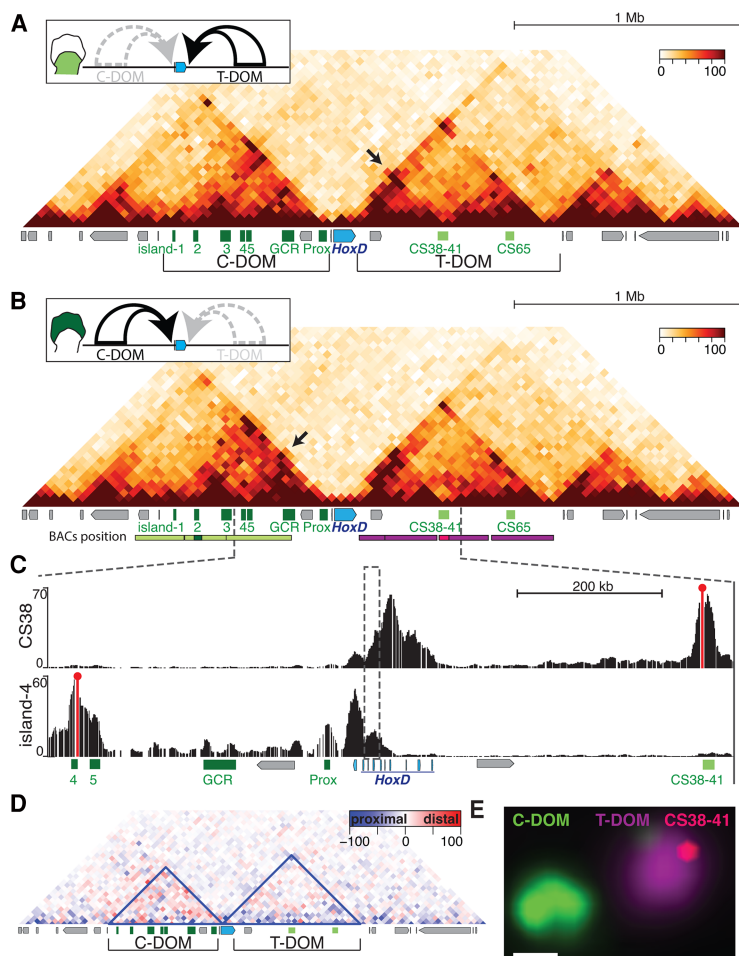 A
1 Mb
C-DOM T-DOM
0 100
island-1 2 3 45 GCR Prox HoxD CS38-41 CS65
C-DOM T-DOM
B
1 Mb
C-DOM T-DOM
0 100
island-1 2 3 45 GCR Prox HoxD CS38-41 CS65
BACs position
C
70
200 kb
CS38
0
60
island-4
0
4 5 GCR Prox HoxD CS38-41
D
proximal distal
-100 0 100
C-DOM T-DOM
E
C-DOM T-DOM CS38-41